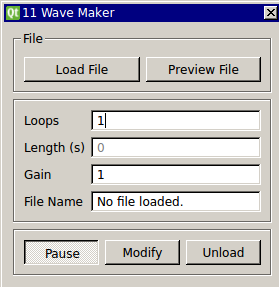 Qt 11 Wave Maker
File
Load File Preview File
Loops 1
Length (s) 0
Gain 1
File Name No file loaded.
Pause Modify Unload